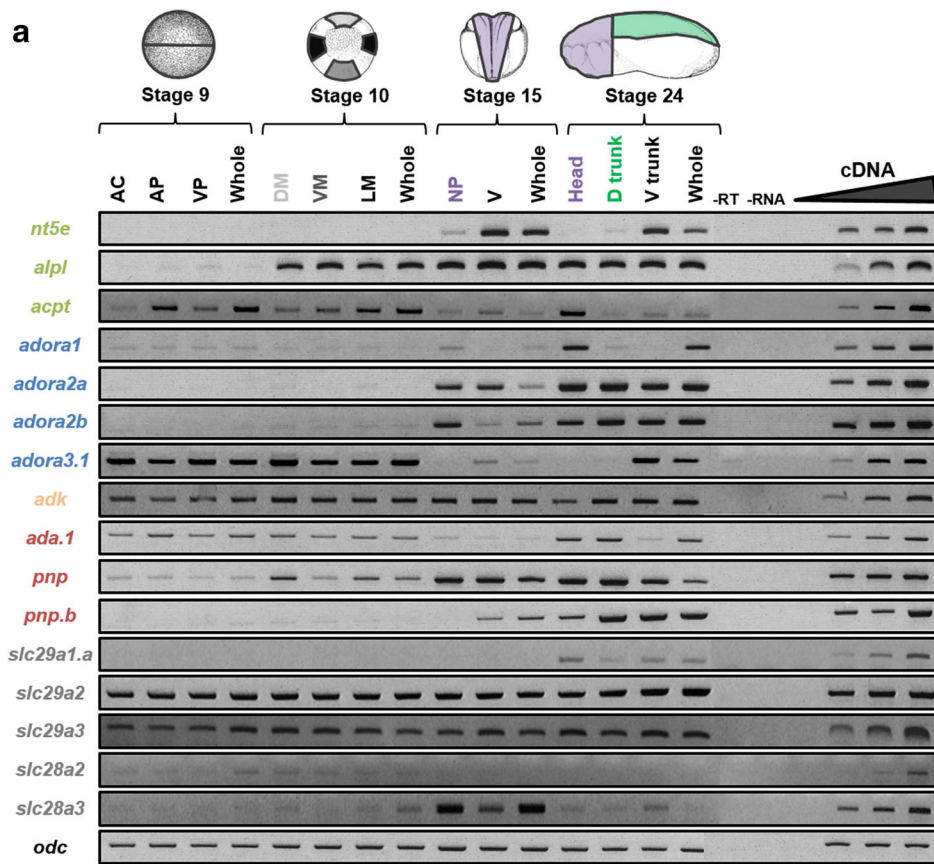 a
Stage 9 Stage 10 Stage 15 Stage 24
AC AP VP Whole DM VM LM Whole NP V Whole Head D trunk V trunk Whole -RT -RNA cDNA
nt5e
alpl
acpt
adora1
adora2a
adora2b
adora3.1
adk
ada.1
pnp
pnp.b
slc29a1.a
slc29a2
slc29a3
slc28a2
slc28a3
odc